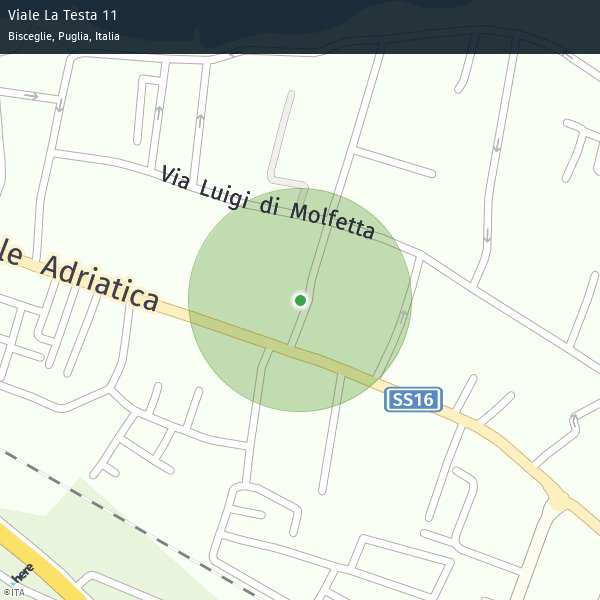 Viale La Testa 11
Bisceglie, Puglia, Italia
Via Luigi di Molfetta
le Adriatica
SS16
here
©ITA